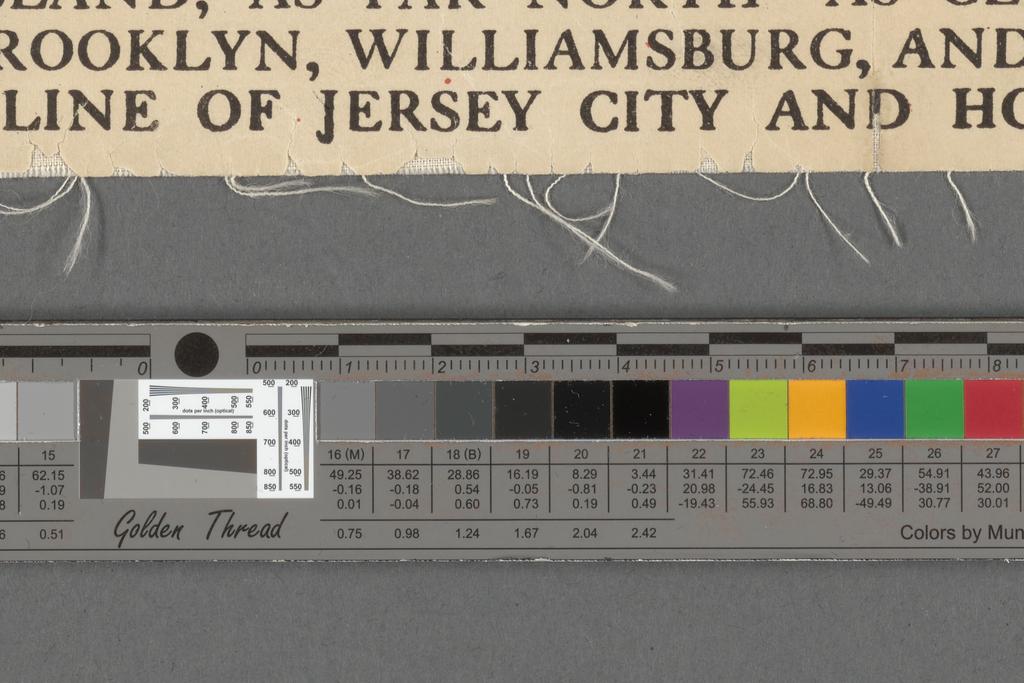 AS FAR NORTH AS
ROOKLYN, WILLIAMSBURG, AND
LINE OF JERSEY CITY AND HO
0 0 1 2 3 4 5 6 7 8
200 300 400 500 550
dots per inch (optical)
500 600 700 800 850
500 600 700 800 850
dots per inch (optical)
200 300 400 500 550
15 16 (M) 17 18 (B) 19 20 21 22 23 24 25 26 27
6 62.15 49.25 38.62 28.86 16.19 8.29 3.44 31.41 72.46 72.95 29.37 54.91 43.96
9 -1.07 -0.16 -0.18 0.54 -0.05 -0.81 -0.23 20.98 -24.45 16.83 13.06 -38.91 52.00
8 0.19 0.01 -0.04 0.60 0.73 0.19 0.49 -19.43 55.93 68.80 -49.49 30.77 30.01
6 0.51 0.75 0.98 1.24 1.67 2.04 2.42
Golden Thread
Colors by Mun